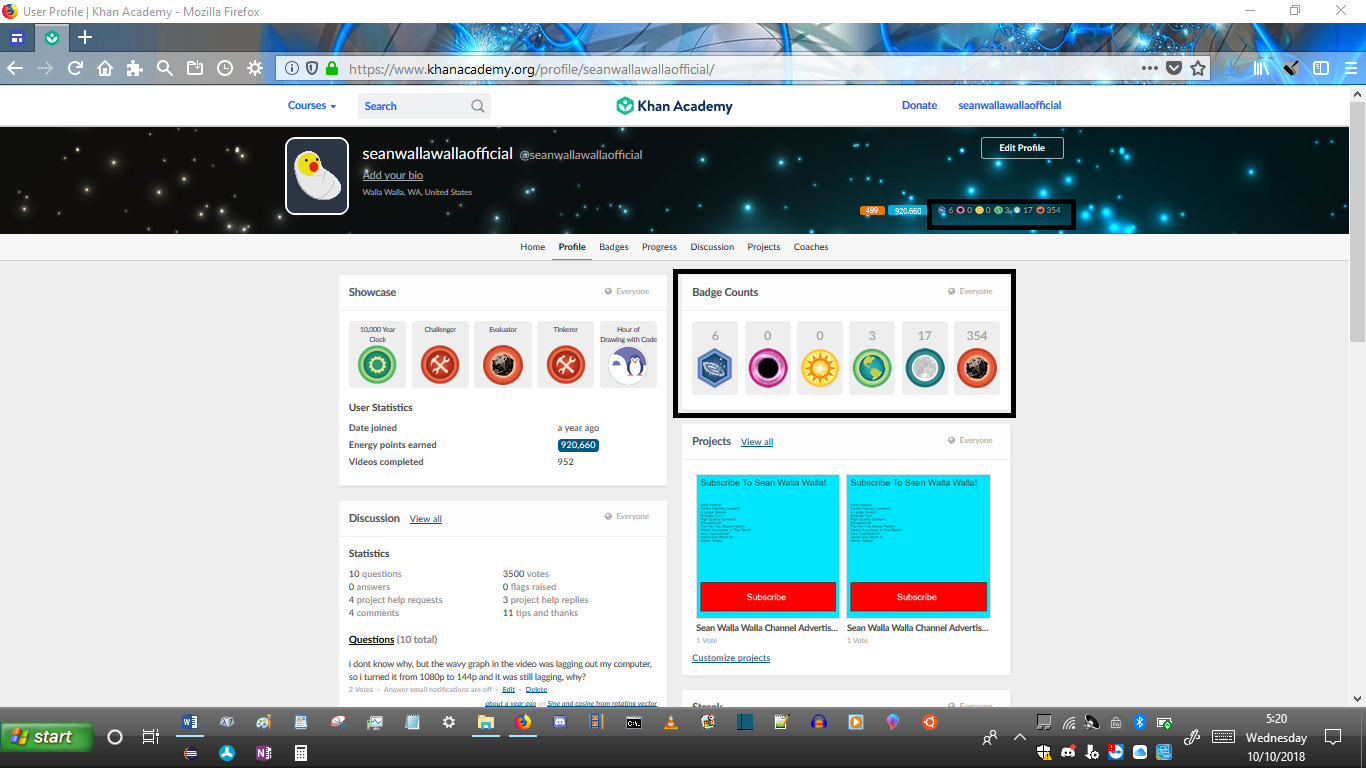 User Profile | Khan Academy - Mozilla Firefox
https://www.khanacademy.org/profile/seanwallawallaofficial/
Courses
Search
Khan Academy
Donate
seanwallawallaofficial
seanwallawallaofficial @seanwallawallaofficial
Edit Profile
Add your bio
Walla Walla, WA, United States
499 920,660 6 0 0 3 17 354
Home Profile Badges Progress Discussion Projects Coaches
Showcase Everyone
10,000 Year
Clock
Challenger
Evaluator
Tinkerer
Hour of
Drawing with Code
User Statistics
Date joined a year ago
Energy points earned 920,660
Videos completed 952
Badge Counts Everyone
6 0 0 3 17 354
Discussion View all Everyone
Statistics
10 questions 3500 votes
0 answers 0 flags raised
4 project help requests 3 project help replies
4 comments 11 tips and thanks
Questions (10 total)
i dont know why, but the wavy graph in the video was lagging out my computer,
so i turned it from 1080p to 144p and it was still lagging, why?
2 Votes • Answer email notifications are off • Edit • Delete
about a year ago on Sine and cosine from rotating vector
Projects View all Everyone
Subscribe To Sean Walla Walla!
Subscribe
Sean Walla Walla Channel Advertis...
1 Vote
Subscribe To Sean Walla Walla!
Subscribe
Sean Walla Walla Channel Advertis...
1 Vote
Customize projects
Streak Everyone
start
5:20
Wednesday
10/10/2018